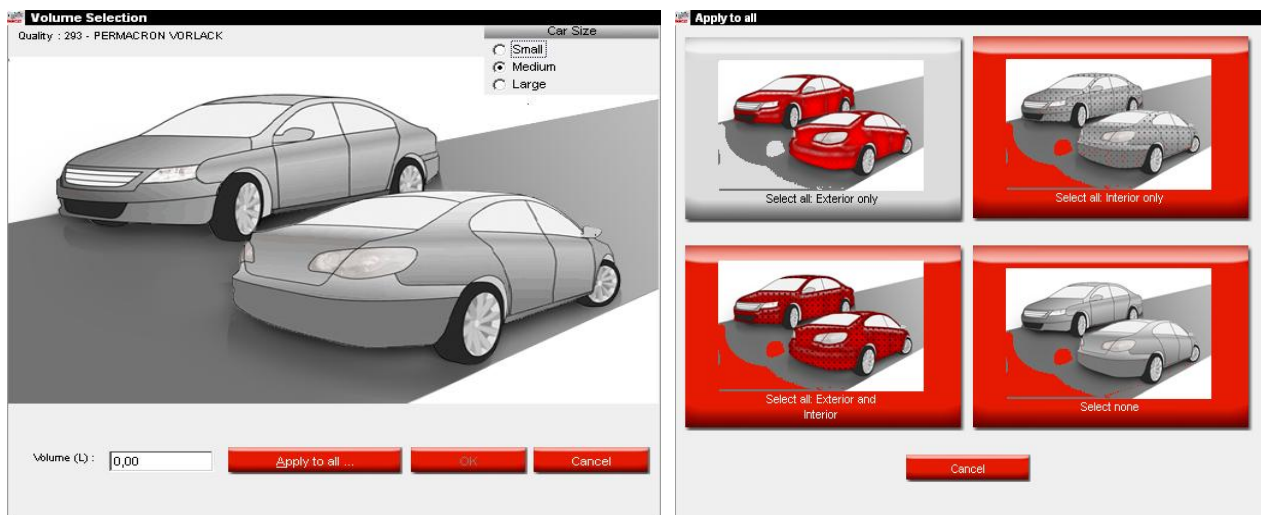 Volume Selection
Quality : 293 - PERMACRON VORLACK
Car Size
Small
Medium
Large
Volume (L) :
0,00
Apply to all ...
OK
Cancel
Apply to all
Select all: Exterior only
Select all: Interior only
Select all: Exterior and
Interior
Select none
Cancel